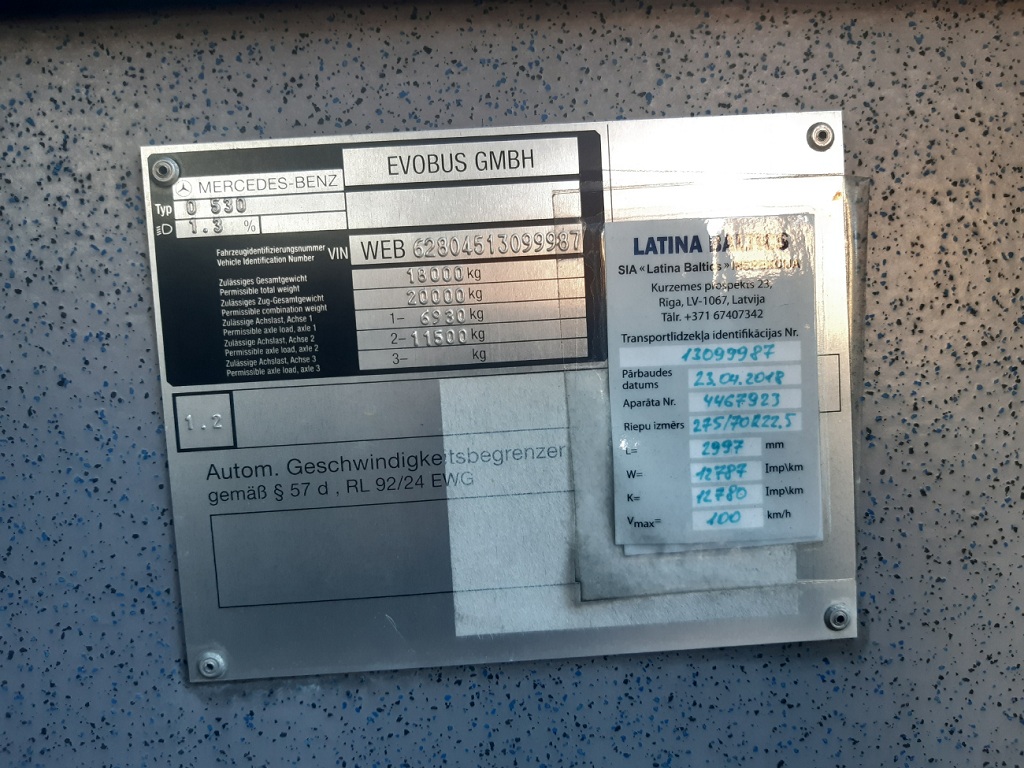 EVOBUS GMBH
MERCEDES-BENZ
Typ O 530
1.3 %
Fahrzeugidentifizierungsnummer
Vehicle Identification Number
VIN WEB 62804513099987
Zulässiges Gesamtgewicht
Permissible total weight
18000 kg
Zulässiges Zug-Gesamtgewicht
Permissible combination weight
20000 kg
Zulässige Achslast, Achse 1
Permissible axle load, axle 1
1- 6930 kg
Zulässige Achslast, Achse 2
Permissible axle load, axle 2
2- 11500 kg
Zulässige Achslast, Achse 3
Permissible axle load, axle 3
3- kg
1.2
Autom. Geschwindigkeitsbegrenzer
gemäß § 57 d , RL 92/24 EWG
LATINA BALTICS
SIA «Latina Baltics»
Kurzemes prospekts 23,
Rīga, LV-1067, Latvija
Tālr. +371 67407342
Transportlīdzekļa identifikācijas Nr.
13099987
Pārbaudes datums 23.04.2018
Aparāta Nr. 4467923
Riepu izmērs 275/70R22,5
L= 2997 mm
W= 12787 Imp\km
K= 12780 Imp\km
Vmax= 100 km/h